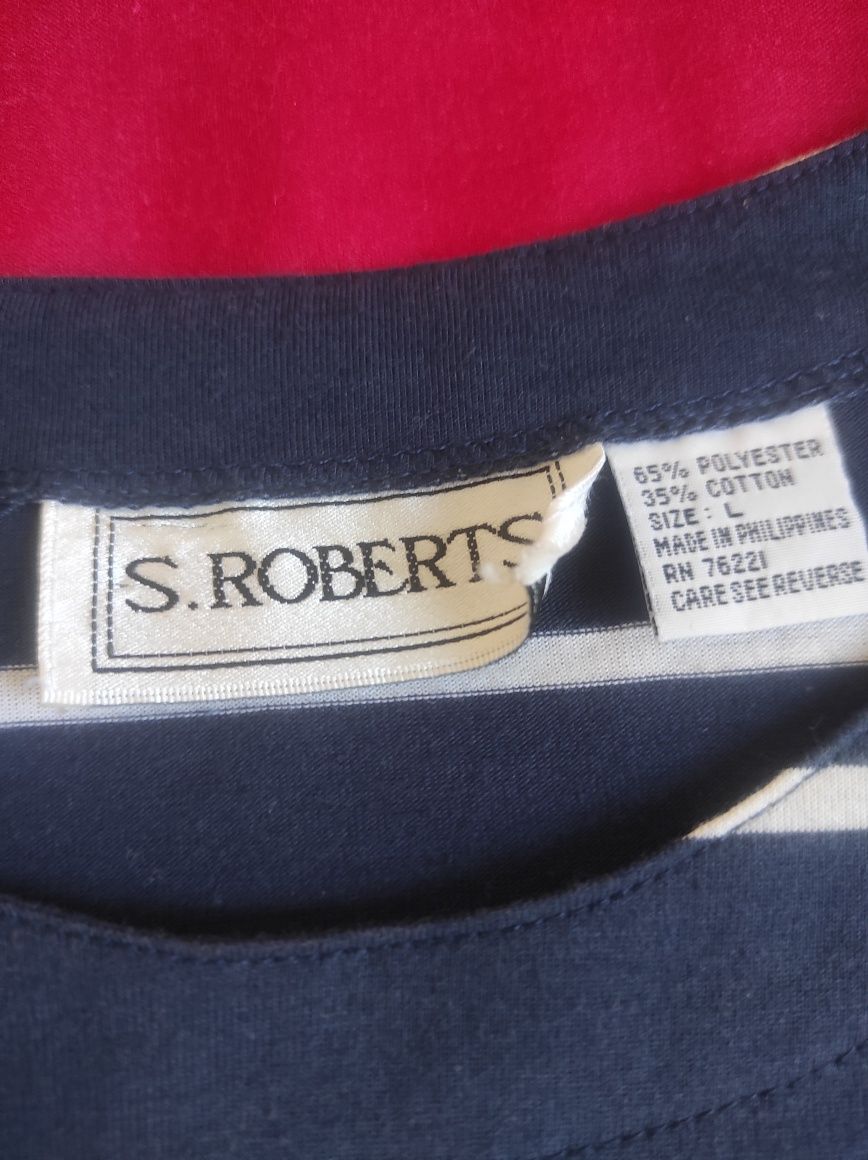 S.ROBERTS
65% POLYESTER
35% COTTON
SIZE: L
MADE IN PHILIPPINES
RN 76221
CARE SEE REVERSE